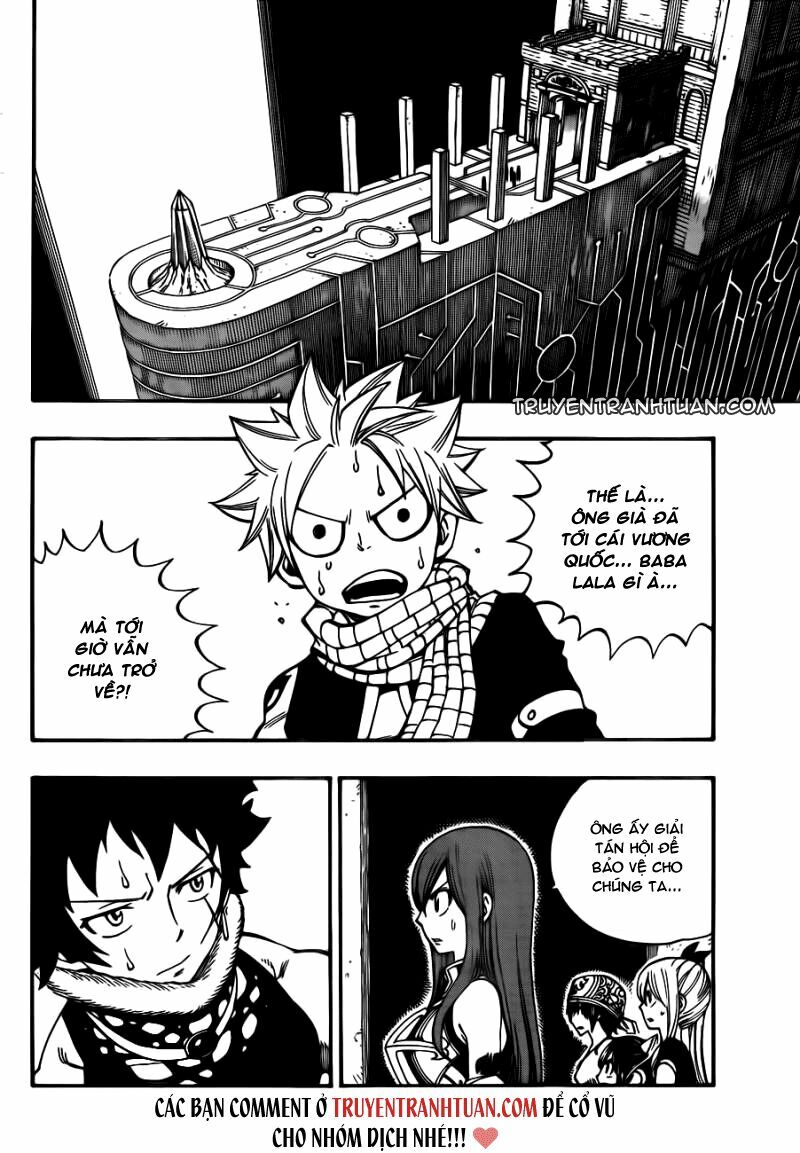 TRUYENTRANHTUAN.COM
THẾ LÀ...
ÔNG GIÀ ĐÃ
TỚI CÁI VƯƠNG
QUỐC... BABA
LALA GÌ À...
MÀ TỚI
GIỜ VẪN
CHƯA TRỞ
VỀ?!
ÔNG ẤY GIẢI
TÁN HỘI ĐỂ
BẢO VỆ CHO
CHÚNG TA...
CÁC BẠN COMMENT Ở TRUYENTRANHTUAN.COM ĐỂ CỔ VŨ
CHO NHÓM DỊCH NHÉ!!!